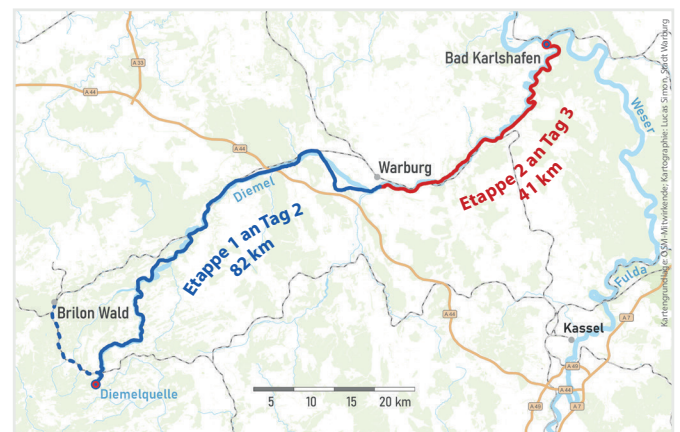 A 33
A 44
A 44
Bad Karlshafen
Weser
Warburg
Diemel
Etappe 1 an Tag 2
82 km
Etappe 2 an Tag 3
41 km
Fulda
Brilon Wald
A 44
A 7
Kassel
Diemelquelle
5 10 15 20 km
A 49
A 44
A 49
A 7
Kartengrundlage: OSM-Mitwirkende; Kartographie: Lucas Simon, Stadt Warburg